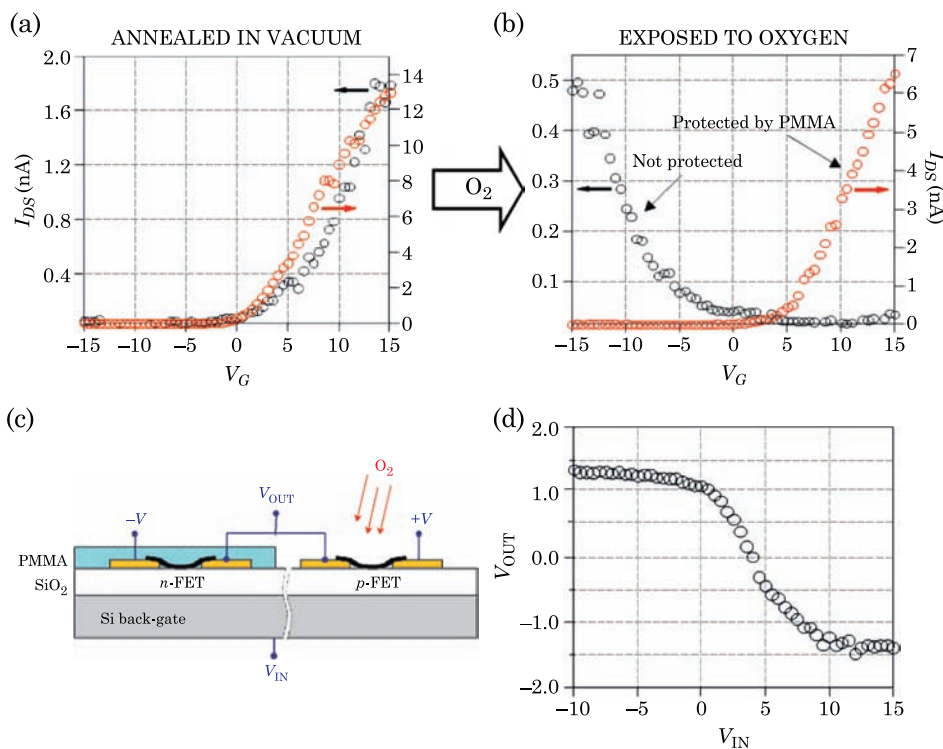 (a)
ANNEALED IN VACUUM
2.0
1.6
1.2
0.8
0.4
I_DS (nA)
14
12
10
8
6
4
2
0
−15
−10
−5
0
5
10
15
V_G
O₂
(b)
EXPOSED TO OXYGEN
0.5
0.4
0.3
0.2
0.1
Protected by PMMA
Not protected
7
6
5
4
3
2
1
0
I_DS (nA)
−15
−10
−5
0
5
10
15
V_G
(c)
O₂
V_OUT
−V
+V
PMMA
SiO₂
n-FET
p-FET
Si back-gate
V_IN
(d)
2.0
1.0
0.0
−1.0
−2.0
V_OUT
−10
−5
0
5
10
15
V_IN